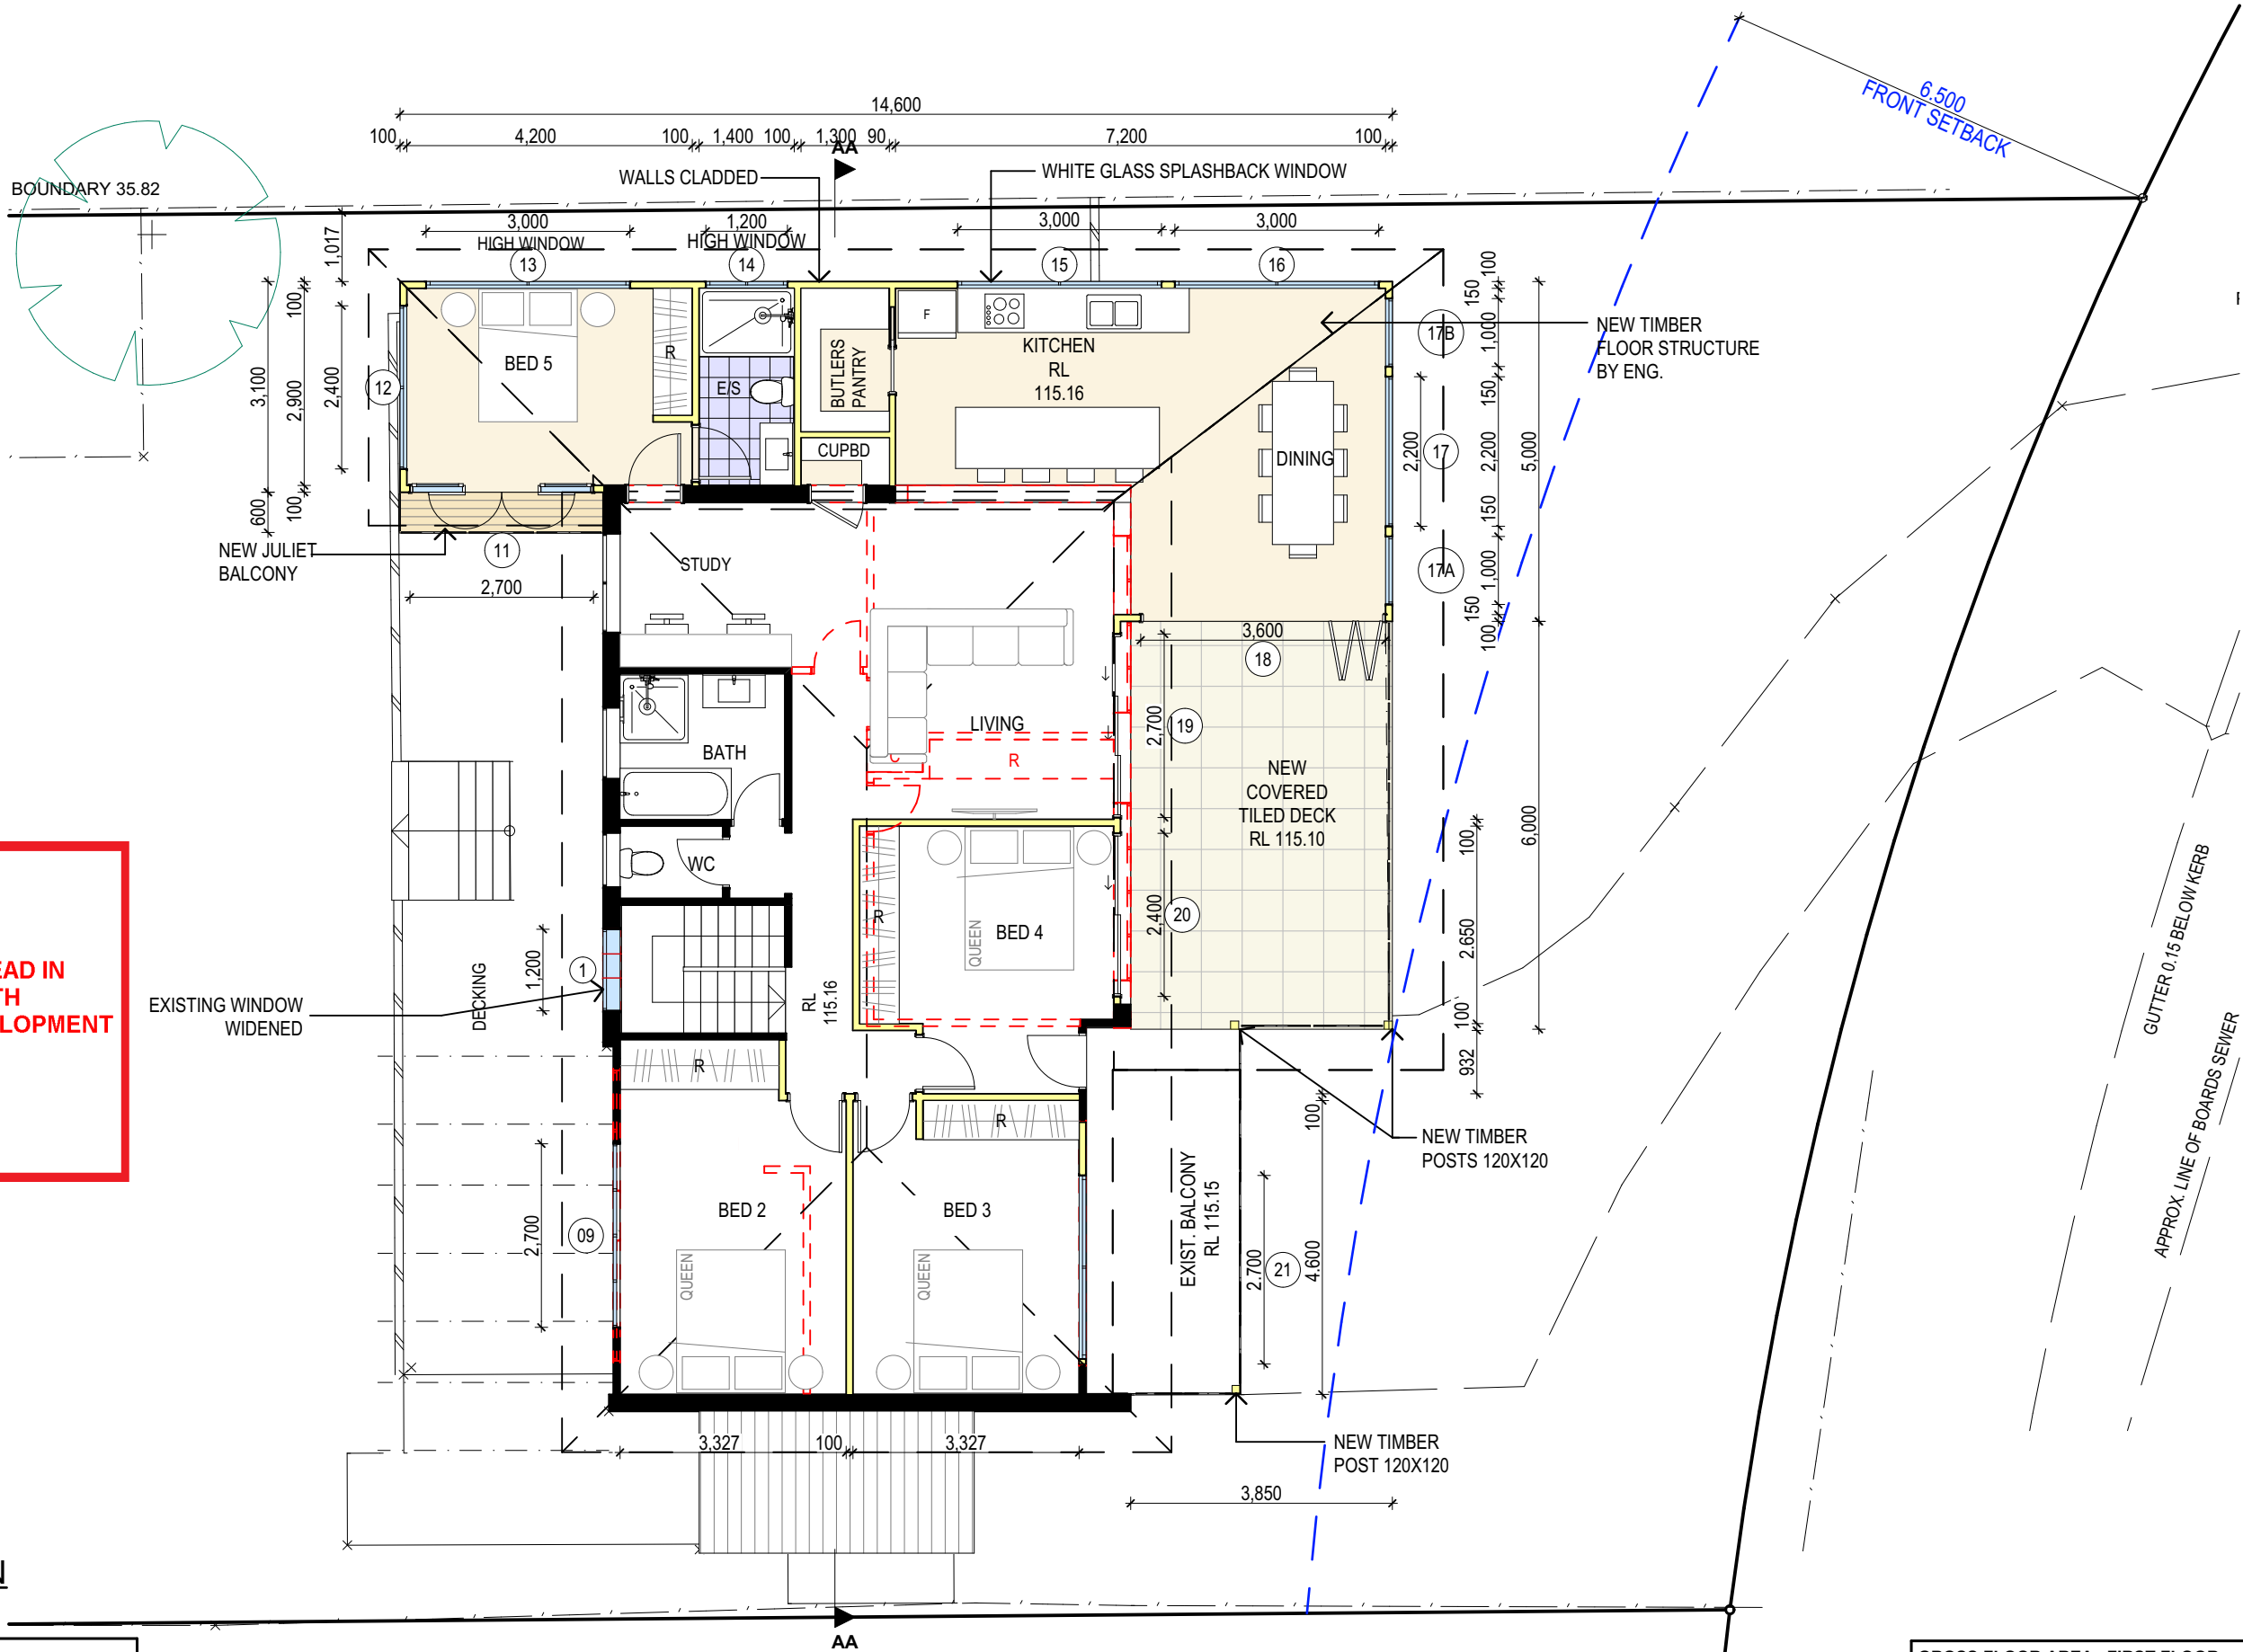 14,600
100 4,200 100 1,400 100 1,300 90 7,200 100
AA
6.500
FRONT SETBACK
WALLS CLADDED
WHITE GLASS SPLASHBACK WINDOW
BOUNDARY 35.82
3,000
HIGH WINDOW
13
1,200
HIGH WINDOW
14
3,000
15
3,000
16
1,017
100
3,100
2,900
2,400
600
100
12
BED 5
R
E/S
BUTLERS
PANTRY
CUPBD
F
KITCHEN
RL
115.16
DINING
17B
17
17A
2,200
100
150
1,000
150
2,200
150
1,000
150
100
5,000
6,000
NEW TIMBER
FLOOR STRUCTURE
BY ENG.
NEW JULIET
BALCONY
11
2,700
STUDY
LIVING
C
R
BATH
WC
3,600
18
2,700
19
NEW
COVERED
TILED DECK
RL 115.10
2,400
20
R
QUEEN
BED 4
100
2.650
100
932
EAD IN
TH
LOPMENT
EXISTING WINDOW
WIDENED
DECKING
1,200
1
RL
115.16
R
R
BED 2
QUEEN
BED 3
QUEEN
2,700
09
EXIST. BALCONY
RL 115.15
2.700
21
100
4.600
NEW TIMBER
POSTS 120X120
NEW TIMBER
POST 120X120
3,327 100 3,327
3,850
GUTTER 0.15 BELOW KERB
APPROX. LINE OF BOARDS SEWER
N
AA